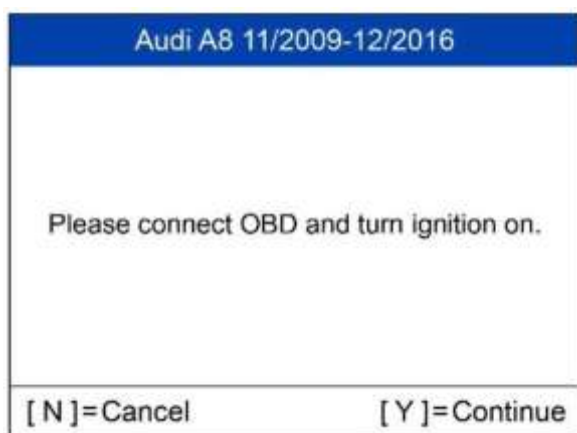 Audi A8 11/2009-12/2016
Please connect OBD and turn ignition on.
[ N ]=Cancel [ Y ]=Continue